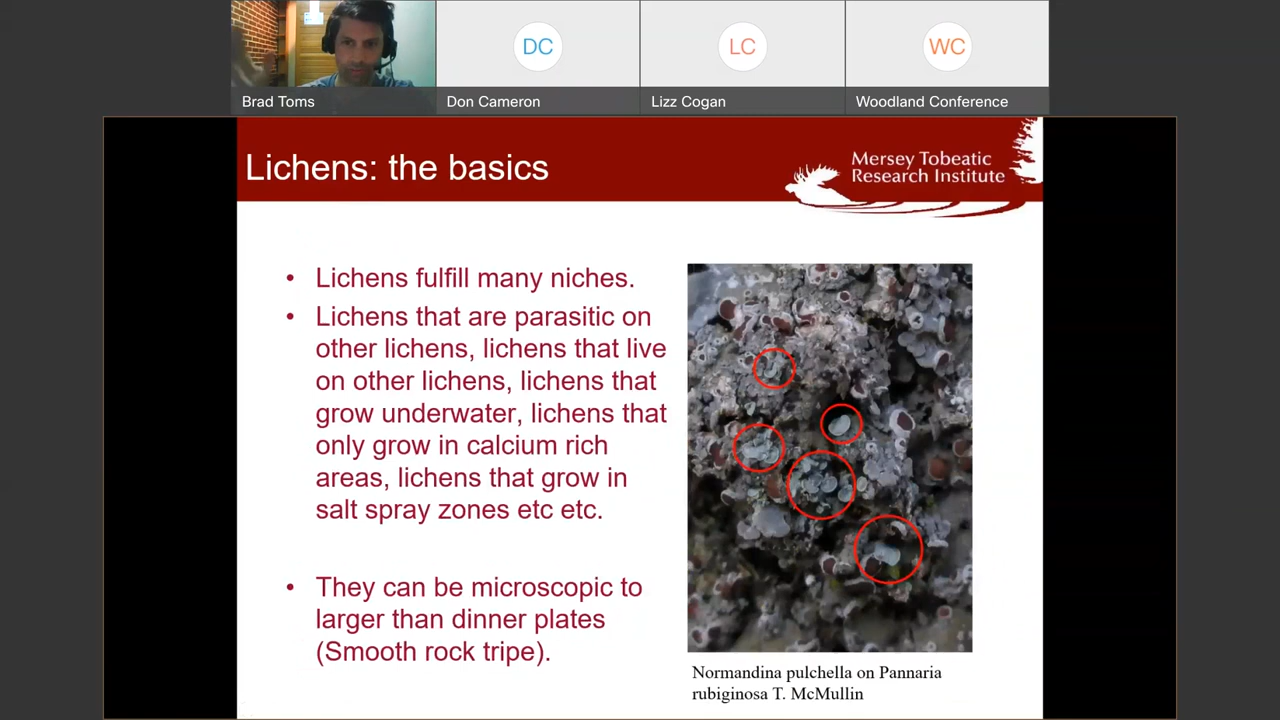 DC
LC
WC
Brad Toms
Don Cameron
Lizz Cogan
Woodland Conference
Lichens: the basics
Mersey Tobeatic
Research Institute
• Lichens fulfill many niches.
• Lichens that are parasitic on
other lichens, lichens that live
on other lichens, lichens that
grow underwater, lichens that
only grow in calcium rich
areas, lichens that grow in
salt spray zones etc etc.
• They can be microscopic to
larger than dinner plates
(Smooth rock tripe).
Normandina pulchella on Pannaria
rubiginosa T. McMullin